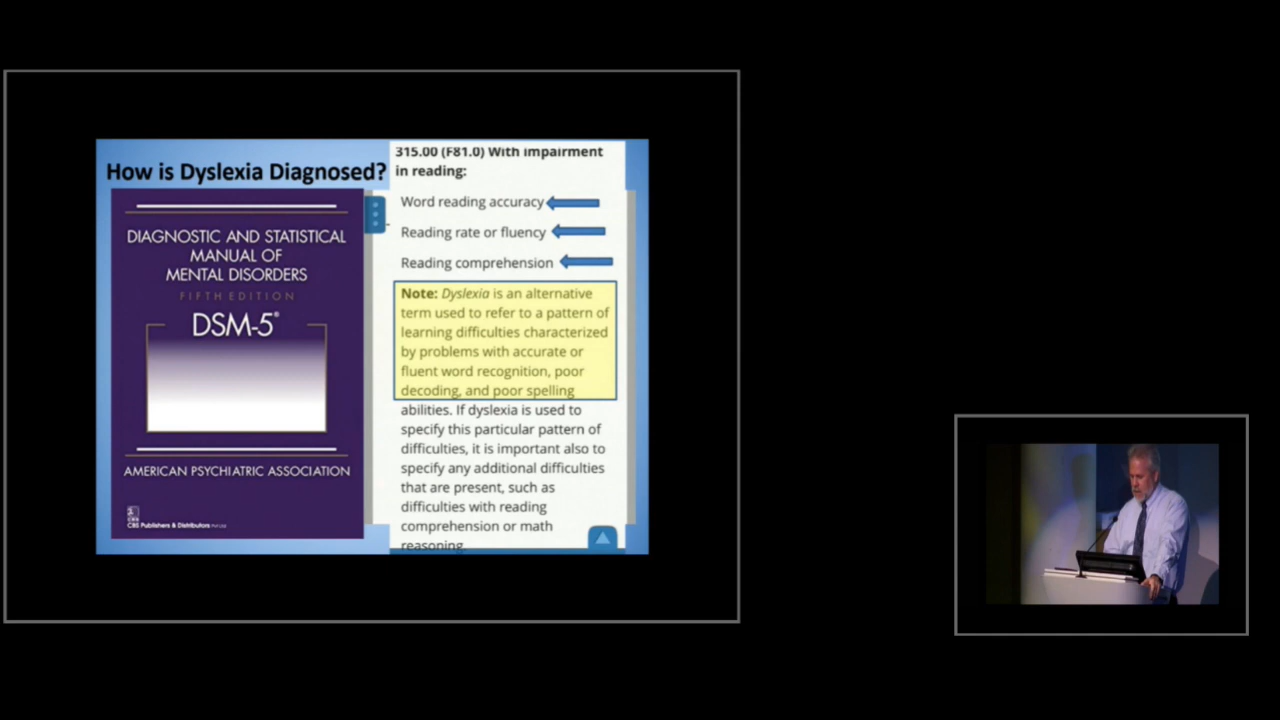 How is Dyslexia Diagnosed?
DIAGNOSTIC AND STATISTICAL
MANUAL OF
MENTAL DISORDERS
FIFTH EDITION
DSM-5®
AMERICAN PSYCHIATRIC ASSOCIATION
CBS Publishers & Distributors
315.00 (F81.0) With impairment
in reading:
Word reading accuracy
Reading rate or fluency
Reading comprehension
Note: Dyslexia is an alternative
term used to refer to a pattern of
learning difficulties characterized
by problems with accurate or
fluent word recognition, poor
decoding, and poor spelling
abilities. If dyslexia is used to
specify this particular pattern of
difficulties, it is important also to
specify any additional difficulties
that are present, such as
difficulties with reading
comprehension or math
reasoning.